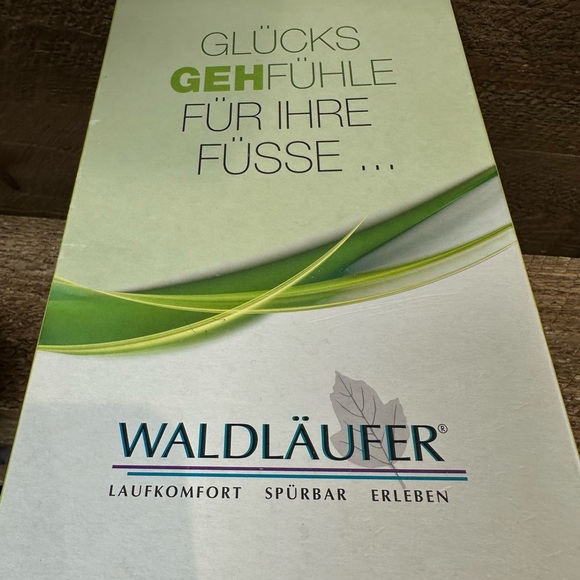 GLÜCKS
GEHFÜHLE
FÜR IHRE
FÜSSE ...
WALDLÄUFER®
LAUFKOMFORT SPÜRBAR ERLEBEN